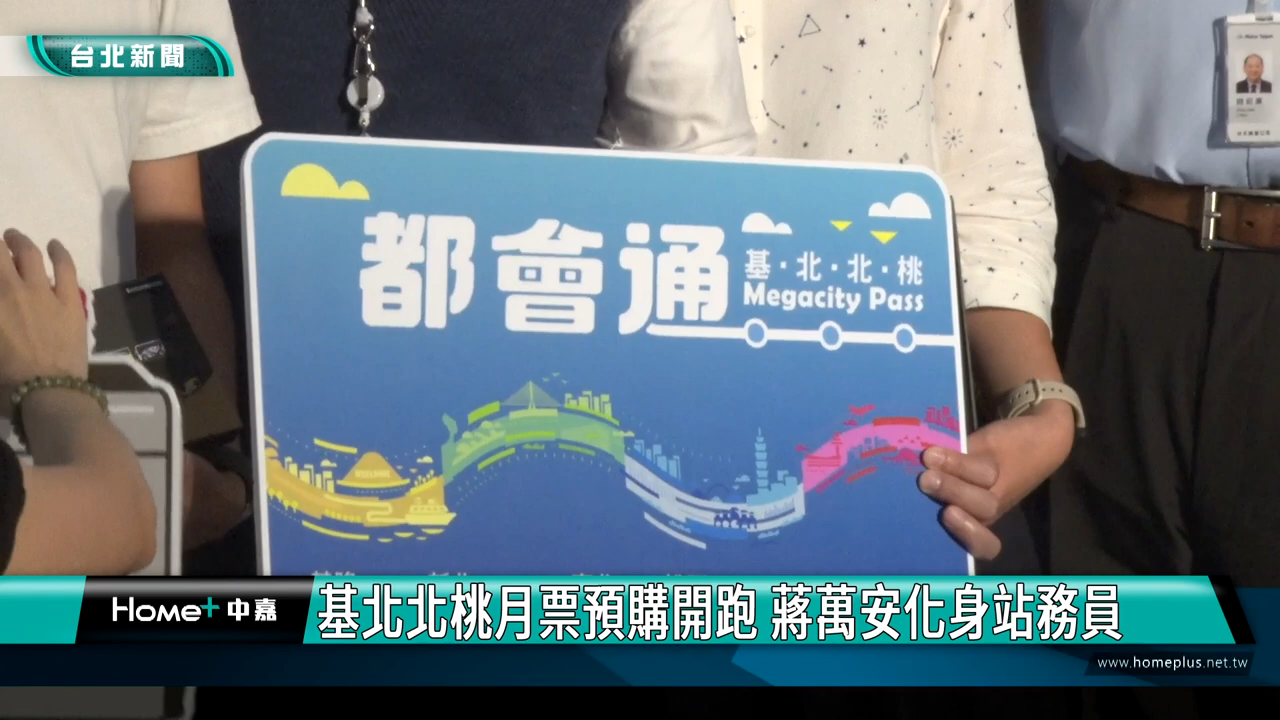 台北新聞
都會通
基·北·北·桃
Megacity Pass
Home+中嘉
基北北桃月票預購開跑 蔣萬安化身站務員
www.homeplus.net.tw